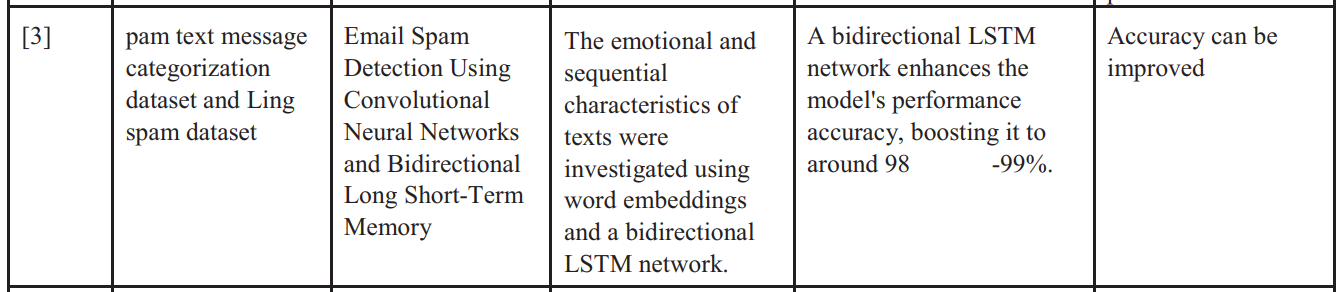 [3]
pam text message
categorization
dataset and Ling
spam dataset
Email Spam
Detection Using
Convolutional
Neural Networks
and Bidirectional
Long Short-Term
Memory
The emotional and
sequential
characteristics of
texts were
investigated using
word embeddings
and a bidirectional
LSTM network.
A bidirectional LSTM
network enhances the
model's performance
accuracy, boosting it to
around 98 -99%.
Accuracy can be
improved